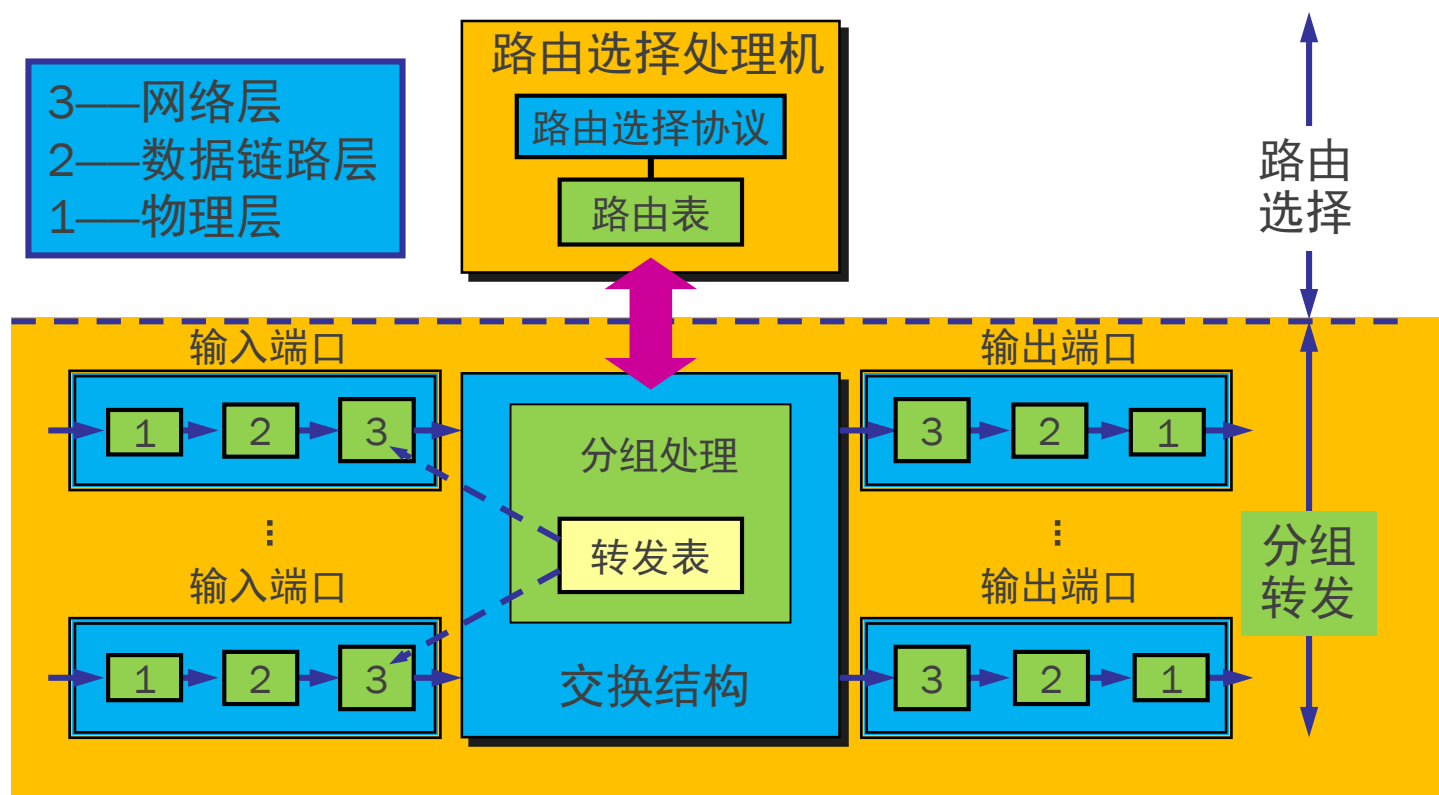 路由选择处理机
3——网络层
2——数据链路层
1——物理层
路由选择协议
路由表
路由
选择
输入端口
输出端口
1 2 3
3 2 1
分组处理
转发表
…
…
分组
转发
输入端口
输出端口
1 2 3
3 2 1
交换结构